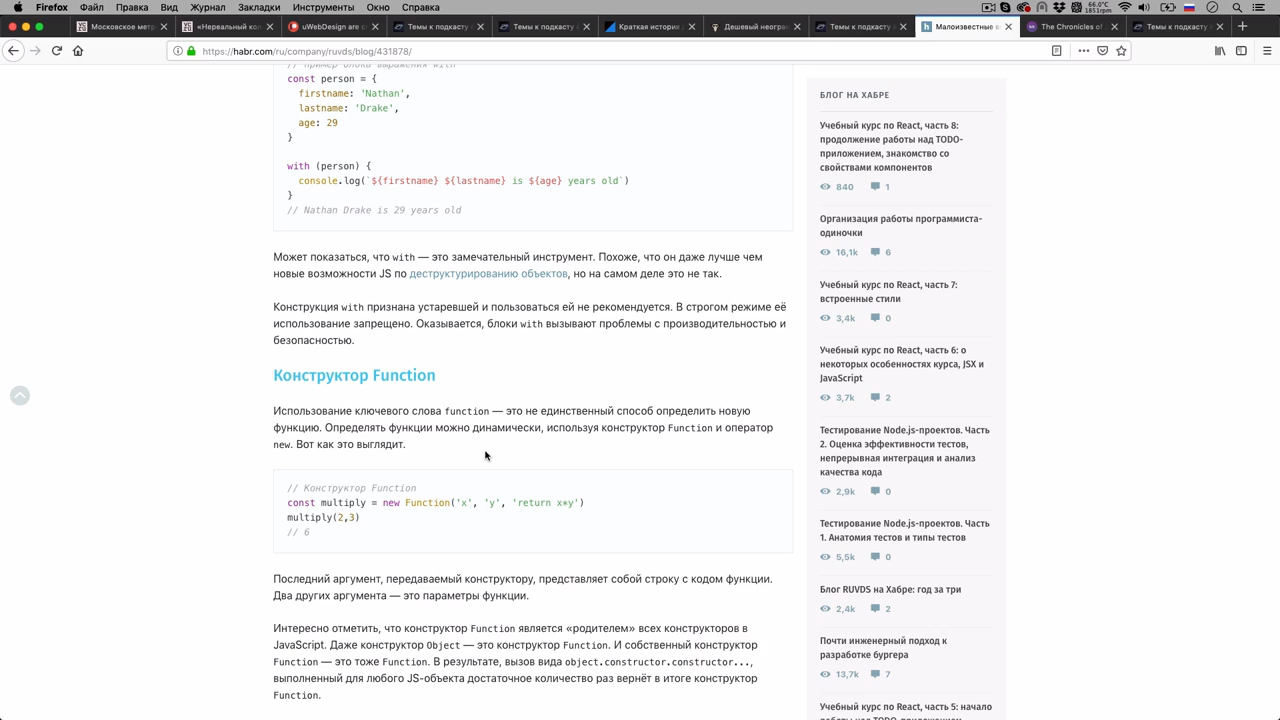 Firefox Файл Правка Вид Журнал Закладки Инструменты Окно Справка
Московское мет
«Нервальный кол
uWebDesign are c
Темы к подкасту
Темы к подкасту
Краткая история
Дешевый неограг
Темы к подкасту
Малоизвестные в
The Chronicles of
Темы к подкасту
https://habr.com/ru/company/ruvds/blog/431878/
// Пример блока выражения with
const person = {
firstname: 'Nathan',
lastname: 'Drake',
age: 29
}
with (person) {
console.log(`${firstname} ${lastname} is ${age} years old`)
}
// Nathan Drake is 29 years old
Может показаться, что with — это замечательный инструмент. Похоже, что он даже лучше чем
новые возможности JS по деструктурированию объектов, но на самом деле это не так.
Конструкция with признана устаревшей и пользоваться ей не рекомендуется. В строгом режиме её
использование запрещено. Оказывается, блоки with вызывают проблемы с производительностью и
безопасностью.
Конструктор Function
Использование ключевого слова function — это не единственный способ определить новую
функцию. Определять функции можно динамически, используя конструктор Function и оператор
new. Вот как это выглядит.
// Конструктор Function
const multiply = new Function('x', 'y', 'return x*y')
multiply(2,3)
// 6
Последний аргумент, передаваемый конструктору, представляет собой строку с кодом функции.
Два других аргумента — это параметры функции.
Интересно отметить, что конструктор Function является «родителем» всех конструкторов в
JavaScript. Даже конструктор Object — это конструктор Function. И собственный конструктор
Function — это тоже Function. В результате, вызов вида object.constructor.constructor...,
выполненный для любого JS-объекта достаточное количество раз вернёт в итоге конструктор
Function.
БЛОГ НА ХАБРЕ
Учебный курс по React, часть 8:
продолжение работы над TODO-
приложением, знакомство со
свойствами компонентов
840 1
Организация работы программиста-
одиночки
16,1k 6
Учебный курс по React, часть 7:
встроенные стили
3,4k 0
Учебный курс по React, часть 6: о
некоторых особенностях курса, JSX и
JavaScript
3,7k 2
Тестирование Node.js-проектов. Часть
2. Оценка эффективности тестов,
непрерывная интеграция и анализ
качества кода
2,9k 0
Тестирование Node.js-проектов. Часть
1. Анатомия тестов и типы тестов
5,5k 0
Блог RUVDS на Хабре: год за три
2,4k 2
Почти инженерный подход к
разработке бургера
13,7k 7
Учебный курс по React, часть 5: начало
работы над TODO-приложением,